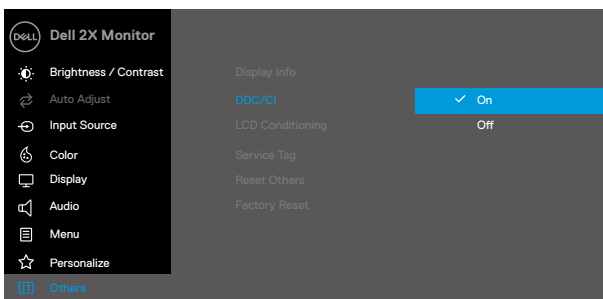 DELL Dell 2X Monitor
Brightness / Contrast
Display Info
Auto Adjust
DDC/CI
On
Input Source
LCD Conditioning
Off
Color
Service Tag
Display
Reset Others
Audio
Factory Reset
Menu
Personalize
Others